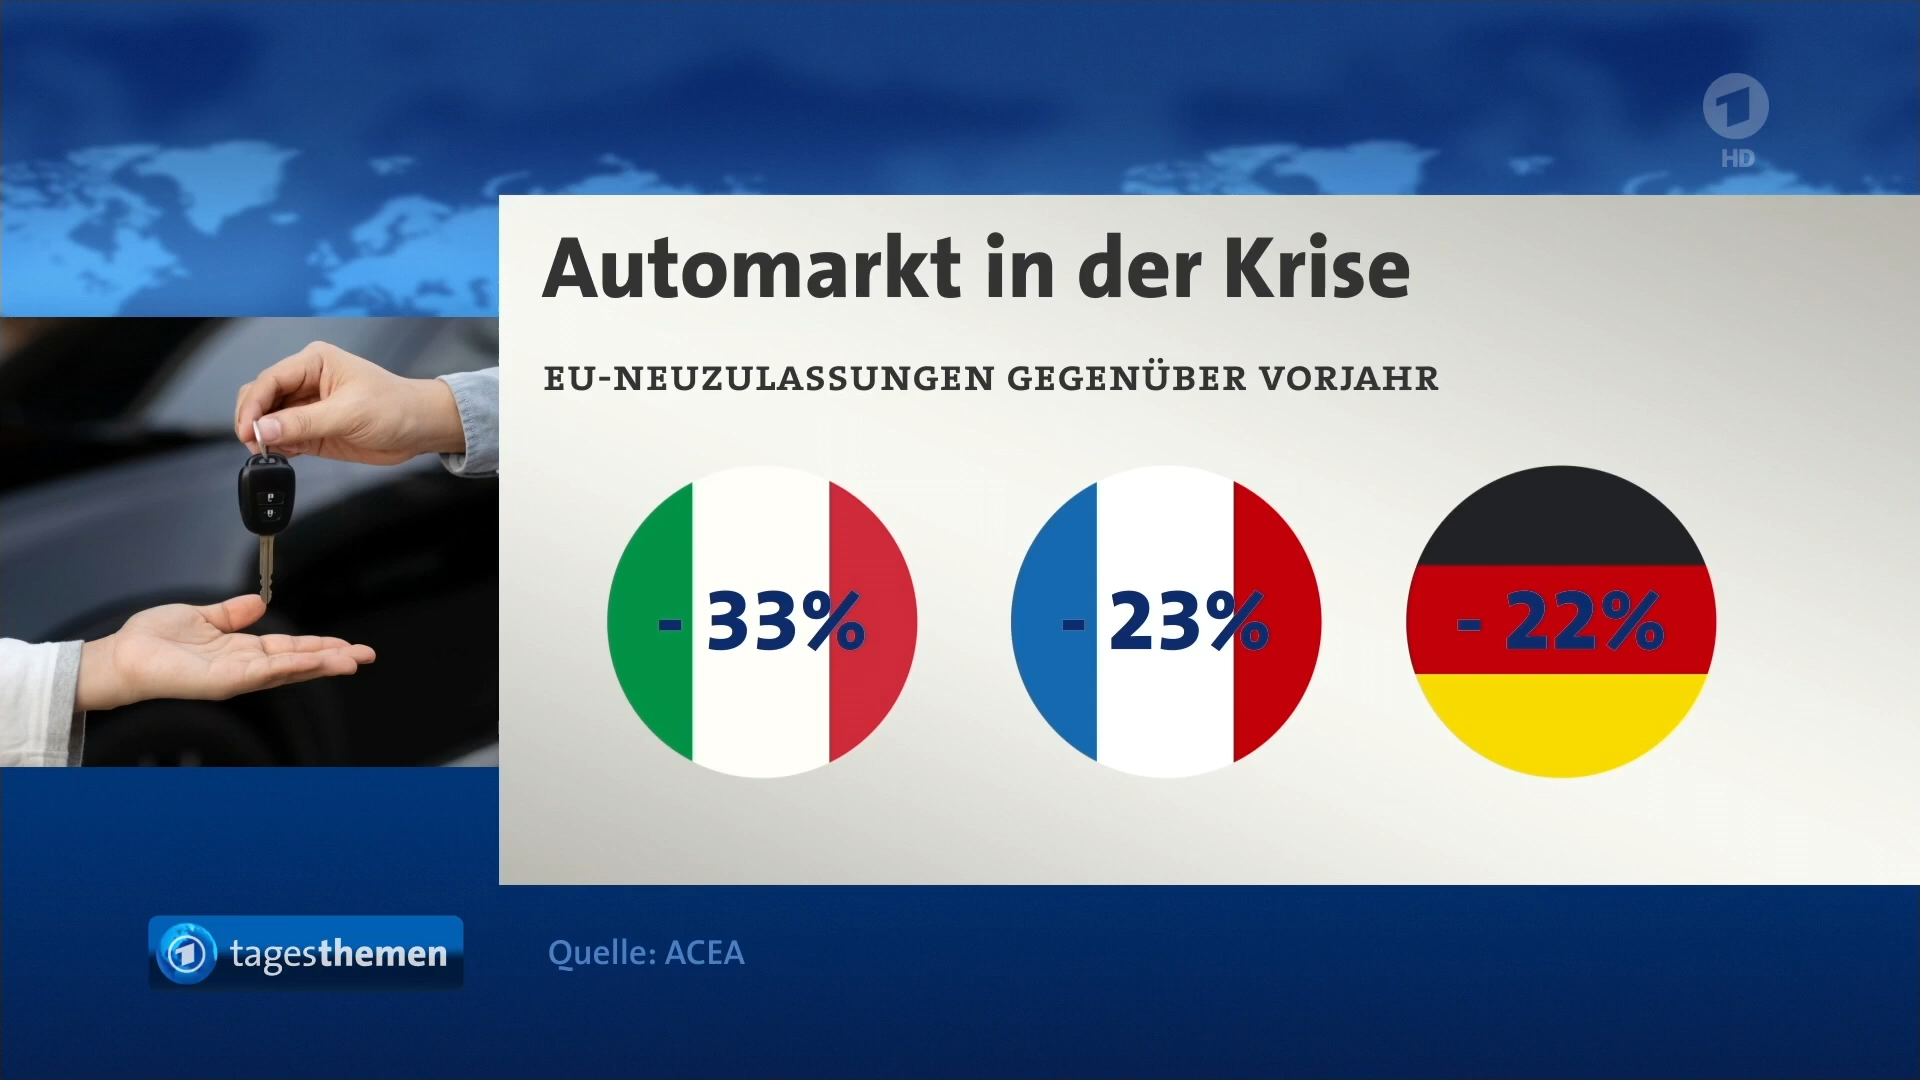 HD
Automarkt in der Krise
EU-NEUZULASSUNGEN GEGENÜBER VORJAHR
- 33% - 23% - 22%
tagesthemen
Quelle: ACEA